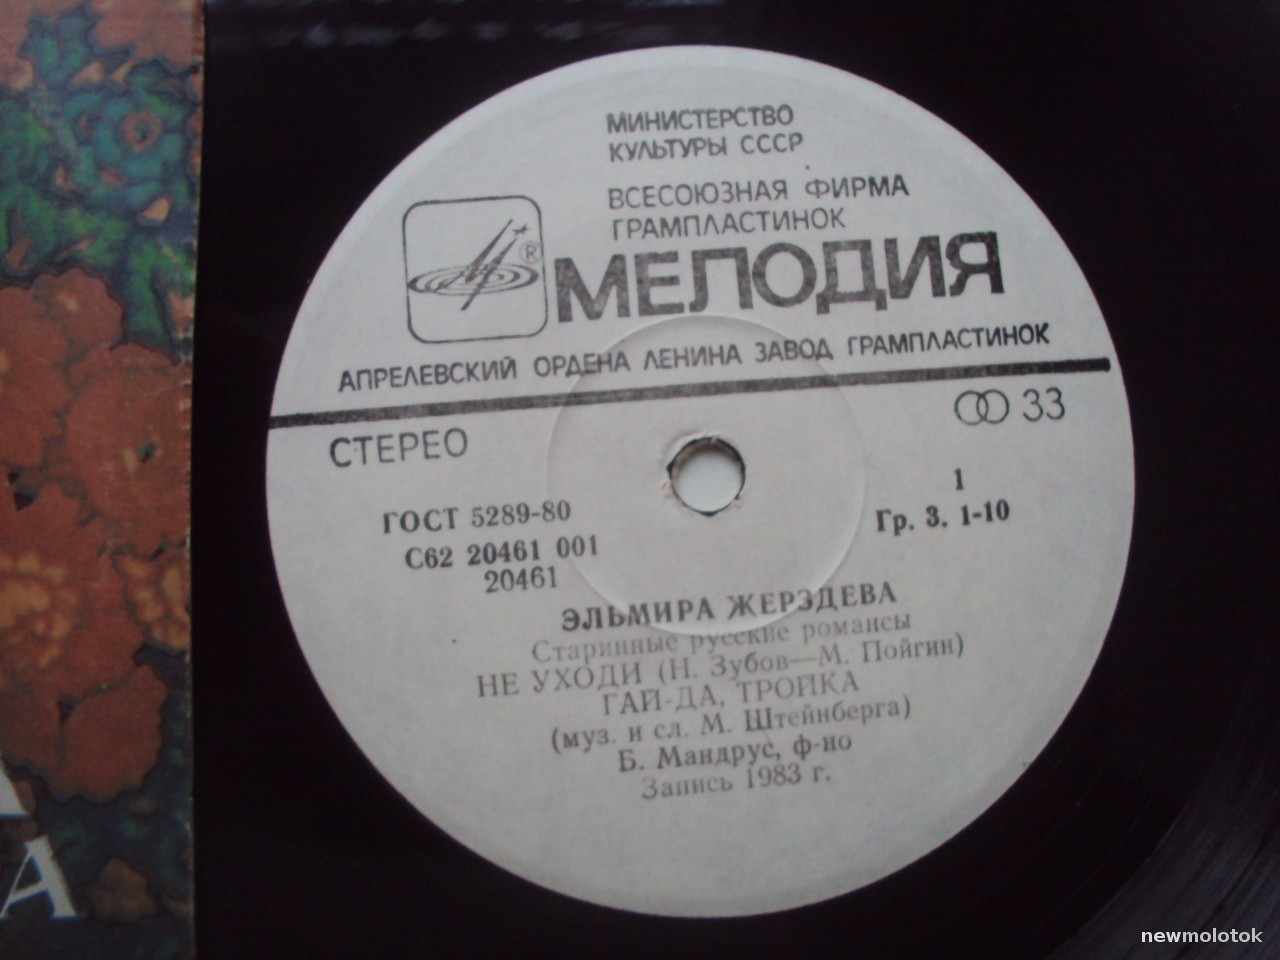 МИНИСТЕРСТВО
КУЛЬТУРЫ СССР
ВСЕСОЮЗНАЯ ФИРМА
ГРАМПЛАСТИНОК
®
МЕЛОДИЯ
АПРЕЛЕВСКИЙ ОРДЕНА ЛЕНИНА ЗАВОД ГРАМПЛАСТИНОК
СТЕРЕО
33
ГОСТ 5289-80
1
С62 20461 001
Гр. 3. 1-10
20461
ЭЛЬМИРА ЖЕРЗДЕВА
Старинные русские романсы
НЕ УХОДИ (Н. Зубов—М. Пойгин)
ГАЙ-ДА, ТРОЙКА
(муз. и сл. М. Штейнберга)
Б. Мандрус, ф-но
Запись 1983 г.
А
newmolotok